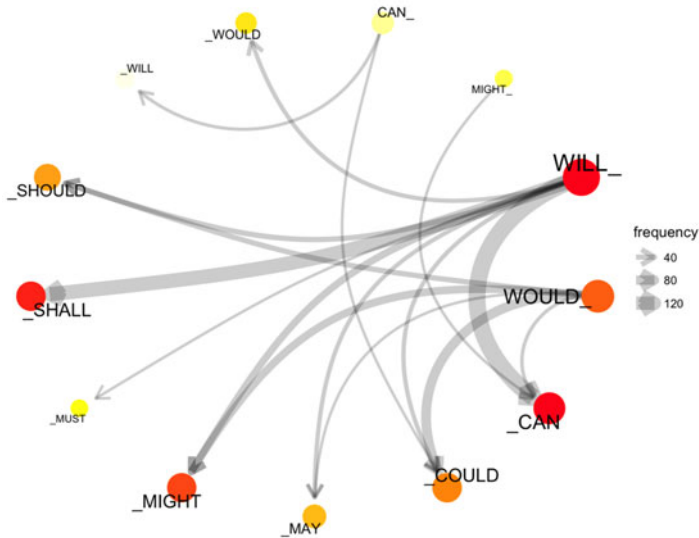 CAN_
_WOULD
_WILL
MIGHT_
WILL_
_SHOULD
frequency
40
80
120
WOULD_
_SHALL
_CAN
_MUST
_COULD
_MIGHT
_MAY